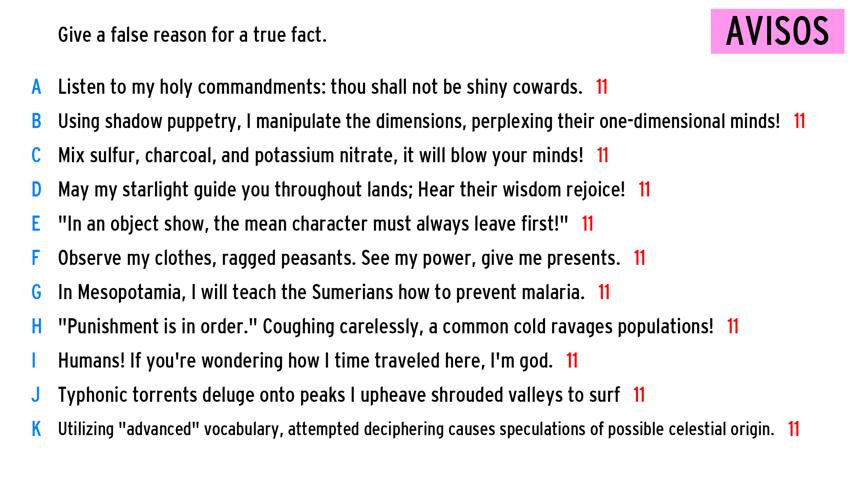 Give a false reason for a true fact.
AVISOS
A Listen to my holy commandments: thou shall not be shiny cowards. 11
B Using shadow puppetry, I manipulate the dimensions, perplexing their one-dimensional minds! 11
C Mix sulfur, charcoal, and potassium nitrate, it will blow your minds! 11
D May my starlight guide you throughout lands; Hear their wisdom rejoice! 11
E "In an object show, the mean character must always leave first!" 11
F Observe my clothes, ragged peasants. See my power, give me presents. 11
G In Mesopotamia, I will teach the Sumerians how to prevent malaria. 11
H "Punishment is in order." Coughing carelessly, a common cold ravages populations! 11
I Humans! If you're wondering how I time traveled here, I'm god. 11
J Typhonic torrents deluge onto peaks I upheave shrouded valleys to surf 11
K Utilizing "advanced" vocabulary, attempted deciphering causes speculations of possible celestial origin. 11